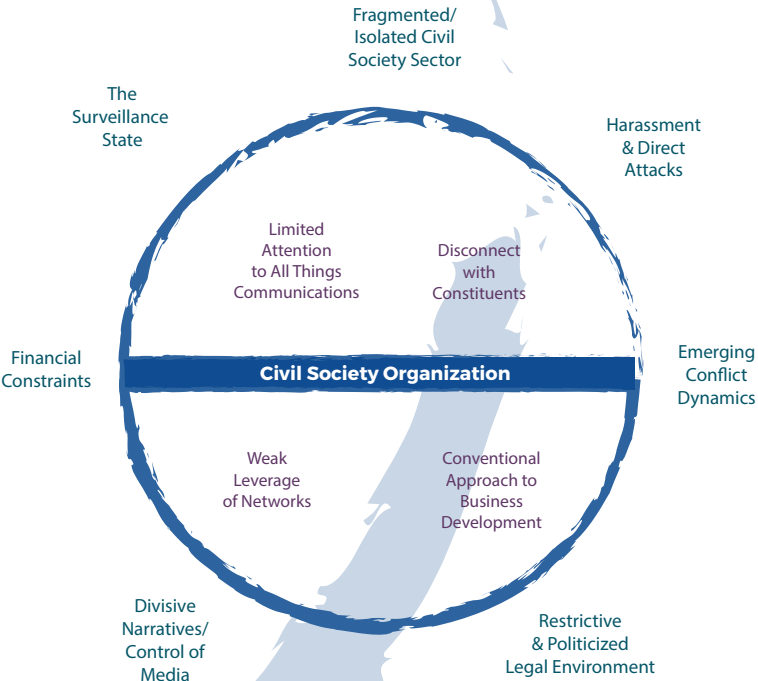 Fragmented/
Isolated Civil
Society Sector
The
Surveillance
State
Harassment
& Direct
Attacks
Limited
Attention
to All Things
Communications
Disconnect
with
Constituents
Financial
Constraints
Civil Society Organization
Emerging
Conflict
Dynamics
Weak
Leverage
of Networks
Conventional
Approach to
Business
Development
Divisive
Narratives/
Control of
Media
Restrictive
& Politicized
Legal Environment